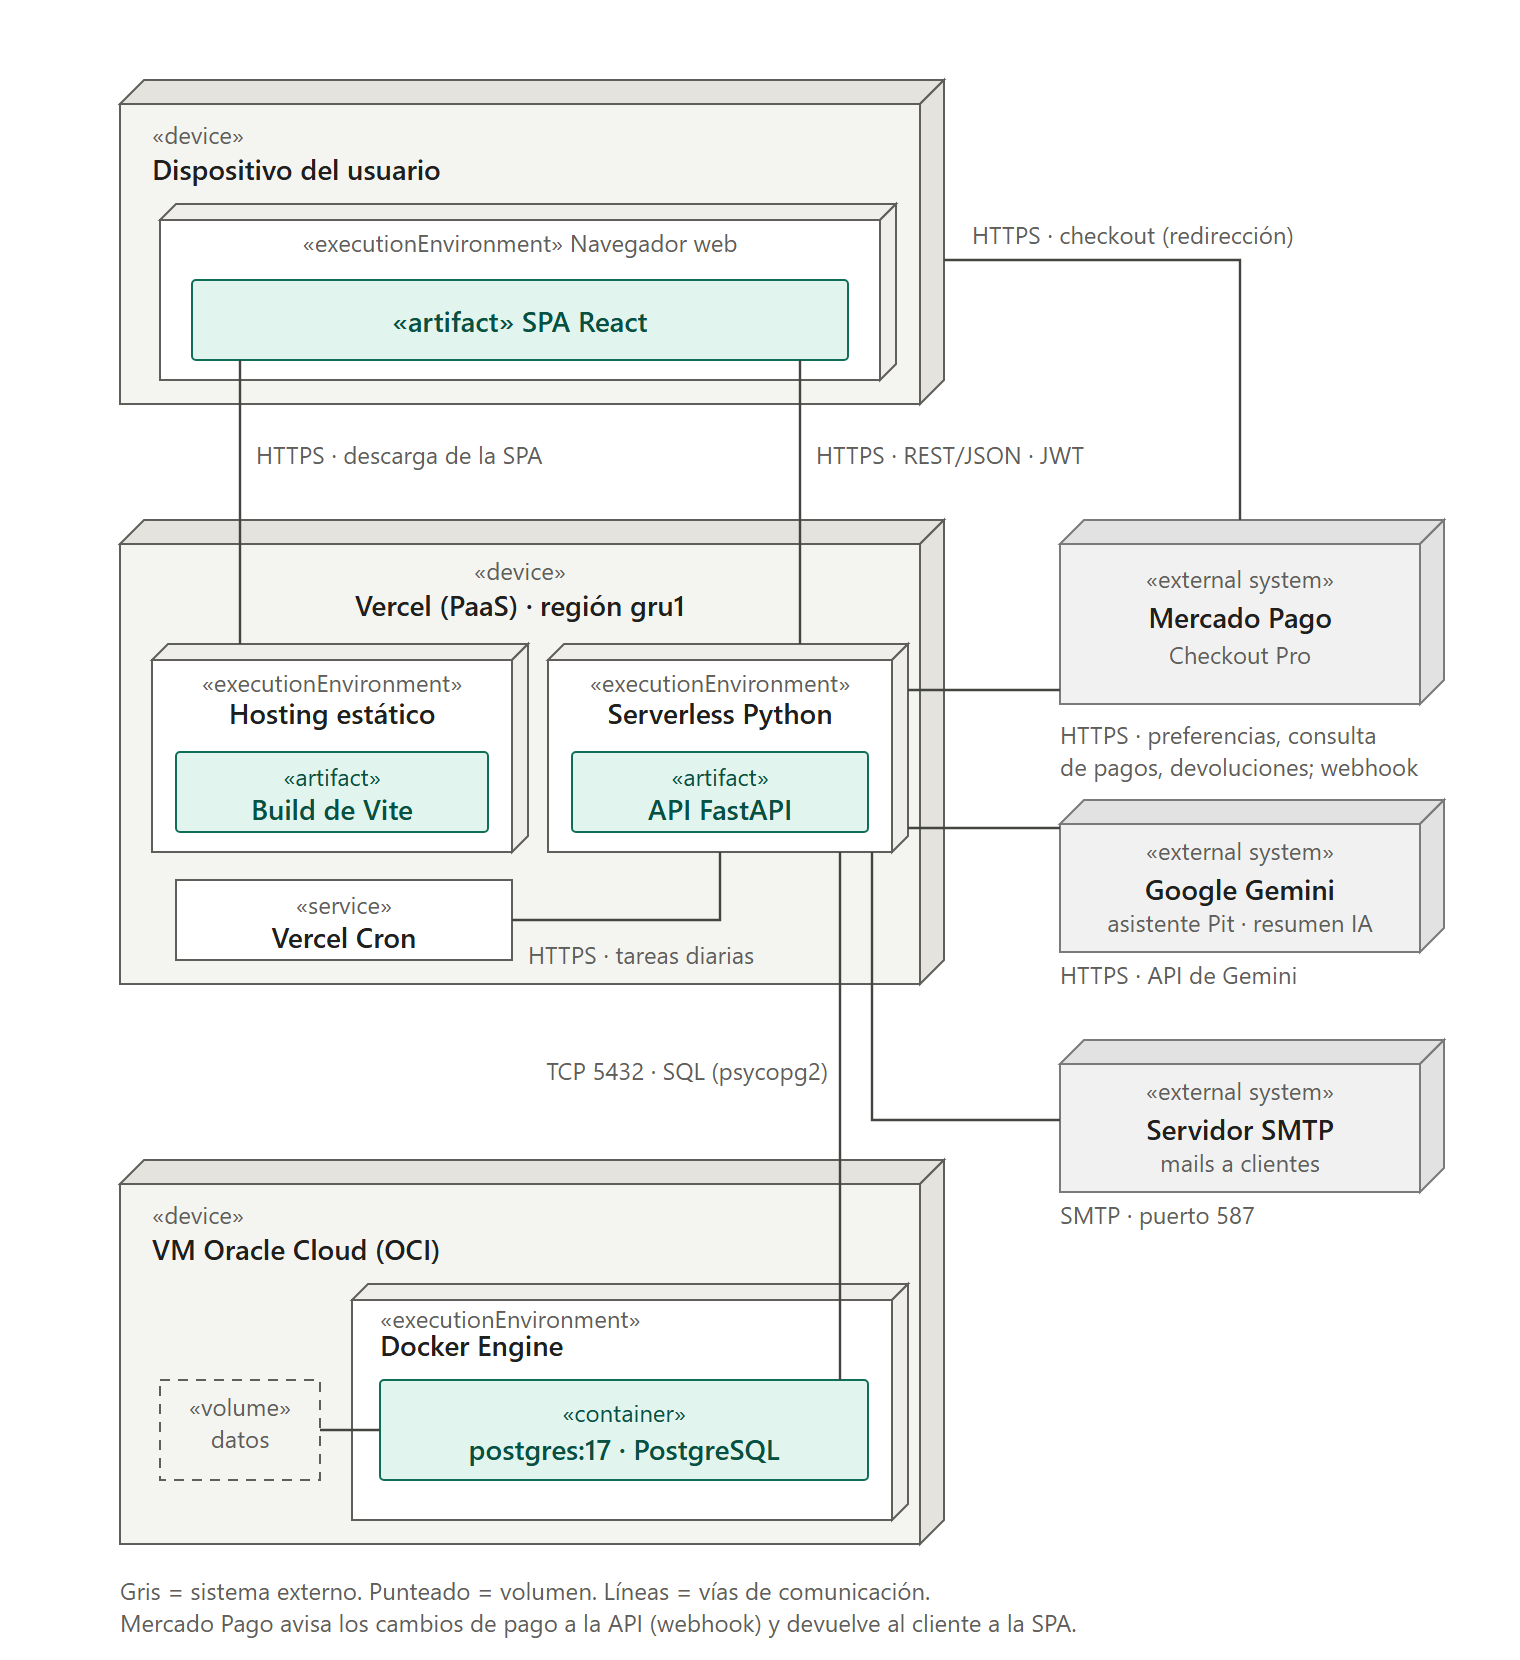 «device»
Dispositivo del usuario
«executionEnvironment» Navegador web
«artifact» SPA React
HTTPS · checkout (redirección)
HTTPS · descarga de la SPA
HTTPS · REST/JSON · JWT
«device»
Vercel (PaaS) · región gru1
«executionEnvironment»
Hosting estático
«artifact»
Build de Vite
«executionEnvironment»
Serverless Python
«artifact»
API FastAPI
«service»
Vercel Cron
HTTPS · tareas diarias
«external system»
Mercado Pago
Checkout Pro
HTTPS · preferencias, consulta
de pagos, devoluciones; webhook
«external system»
Google Gemini
asistente Pit · resumen IA
HTTPS · API de Gemini
TCP 5432 · SQL (psycopg2)
«external system»
Servidor SMTP
mails a clientes
SMTP · puerto 587
«device»
VM Oracle Cloud (OCI)
«executionEnvironment»
Docker Engine
«volume»
datos
«container»
postgres:17 · PostgreSQL
Gris = sistema externo. Punteado = volumen. Líneas = vías de comunicación.
Mercado Pago avisa los cambios de pago a la API (webhook) y devuelve al cliente a la SPA.